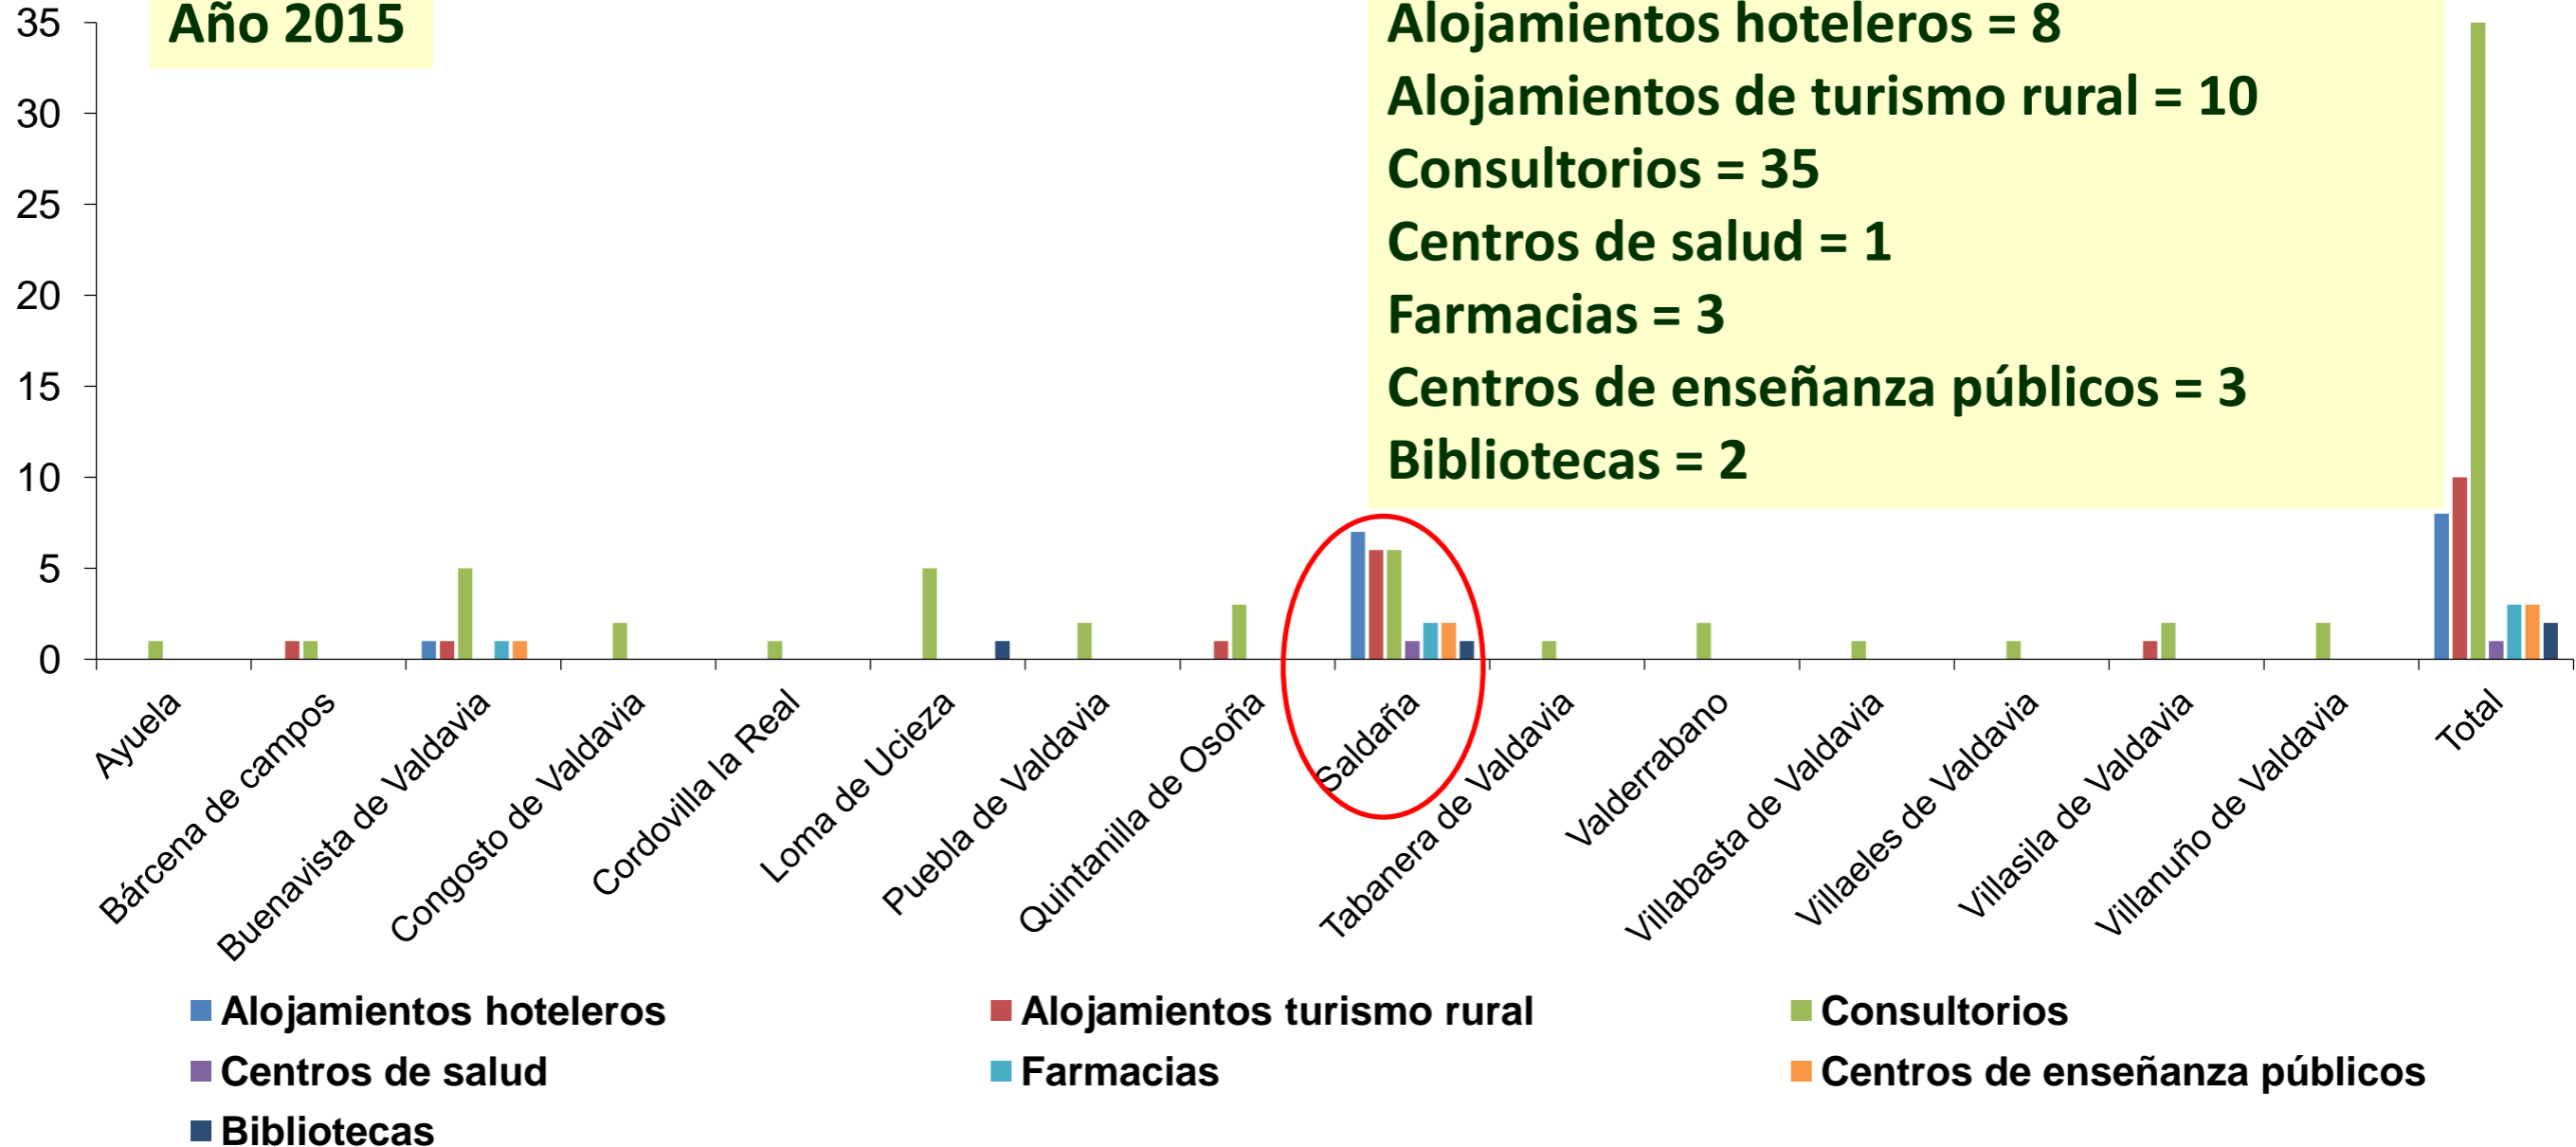 Año 2015
Alojamientos hoteleros = 8
Alojamientos de turismo rural = 10
Consultorios = 35
Centros de salud = 1
Farmacias = 3
Centros de enseñanza públicos = 3
Bibliotecas = 2
35
30
25
20
15
10
5
0
Ayuela
Bárcena de campos
Buenavista de Valdavia
Congosto de Valdavia
Cordovilla la Real
Loma de Ucieza
Puebla de Valdavia
Quintanilla de Osoña
Saldaña
Tabanera de Valdavia
Valderrabano
Villabasta de Valdavia
Villaeles de Valdavia
Villasila de Valdavia
Villanuño de Valdavia
Total
Alojamientos hoteleros
Alojamientos turismo rural
Consultorios
Centros de salud
Farmacias
Centros de enseñanza públicos
Bibliotecas